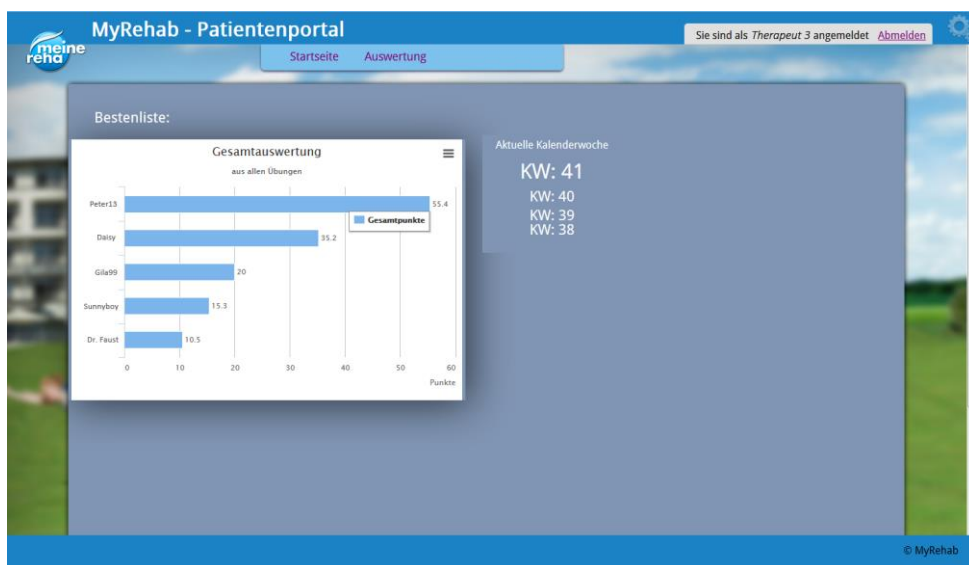 MyRehab - Patientenportal
Sie sind als Therapeut 3 angemeldet Abmelden
meine
reha
Startseite Auswertung
Bestenliste:
Gesamtauswertung
aus allen Übungen
Peter13 55.4
Gesamtpunkte
Daisy 35.2
Gila99 20
Sunnyboy 15.3
Dr. Faust 10.5
0 10 20 30 40 50 60
Punkte
Aktuelle Kalenderwoche
KW: 41
KW: 40
KW: 39
KW: 38
© MyRehab